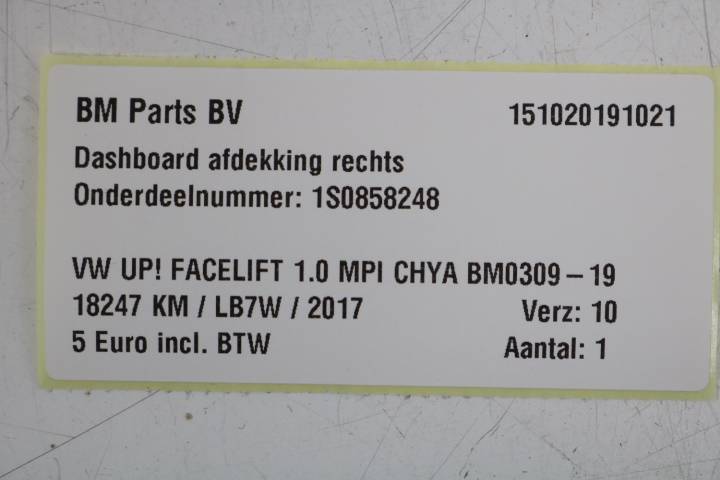 BM Parts BV 151020191021
Dashboard afdekking rechts
Onderdeelnummer: 1S0858248
VW UP! FACELIFT 1.0 MPI CHYA BM0309 – 19
18247 KM / LB7W / 2017 Verz: 10
5 Euro incl. BTW Aantal: 1